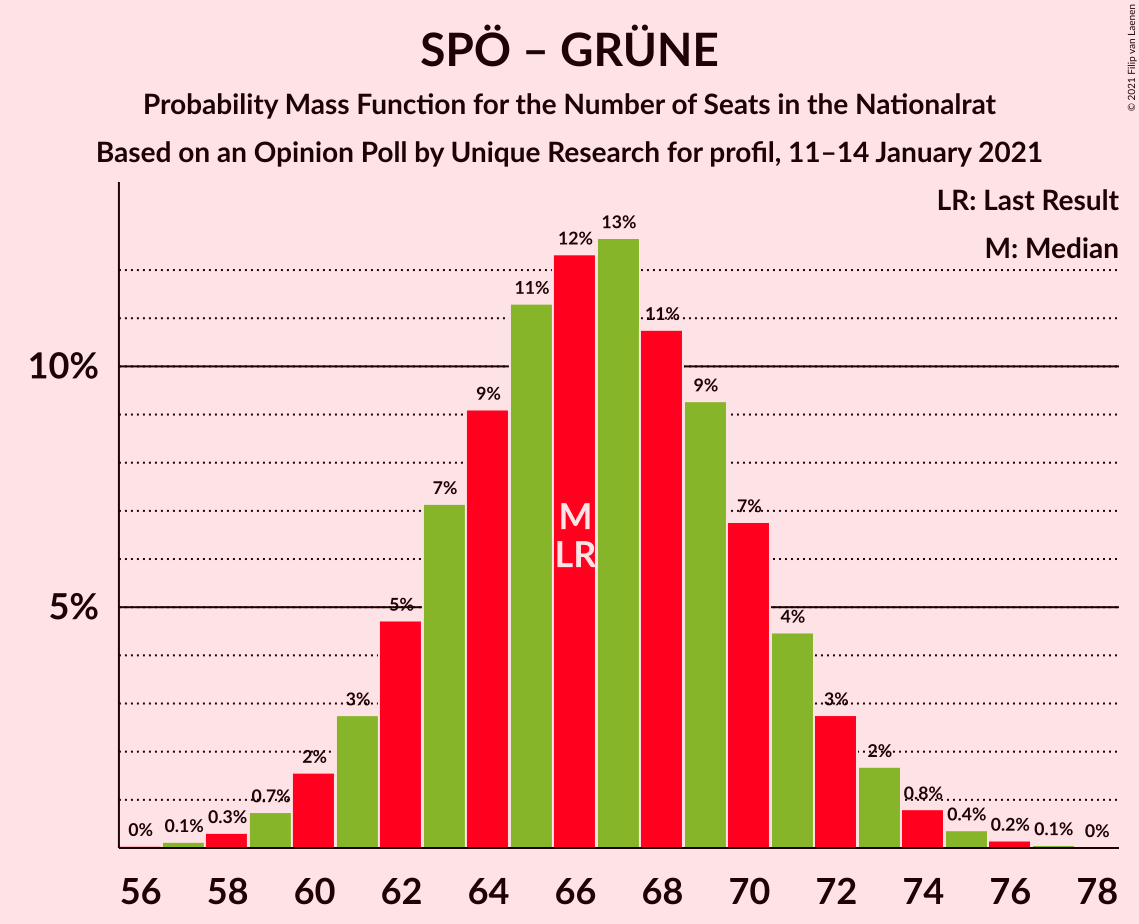 SPÖ – GRÜNE
Probability Mass Function for the Number of Seats in the Nationalrat
Based on an Opinion Poll by Unique Research for profil, 11–14 January 2021
© 2021 Filip van Laenen
LR: Last Result
M: Median
10%
5%
0%
0.1%
0.3%
0.7%
2%
3%
5%
7%
9%
11%
12%
13%
11%
9%
7%
4%
3%
2%
0.8%
0.4%
0.2%
0.1%
0%
M
LR
56 58 60 62 64 66 68 70 72 74 76 78